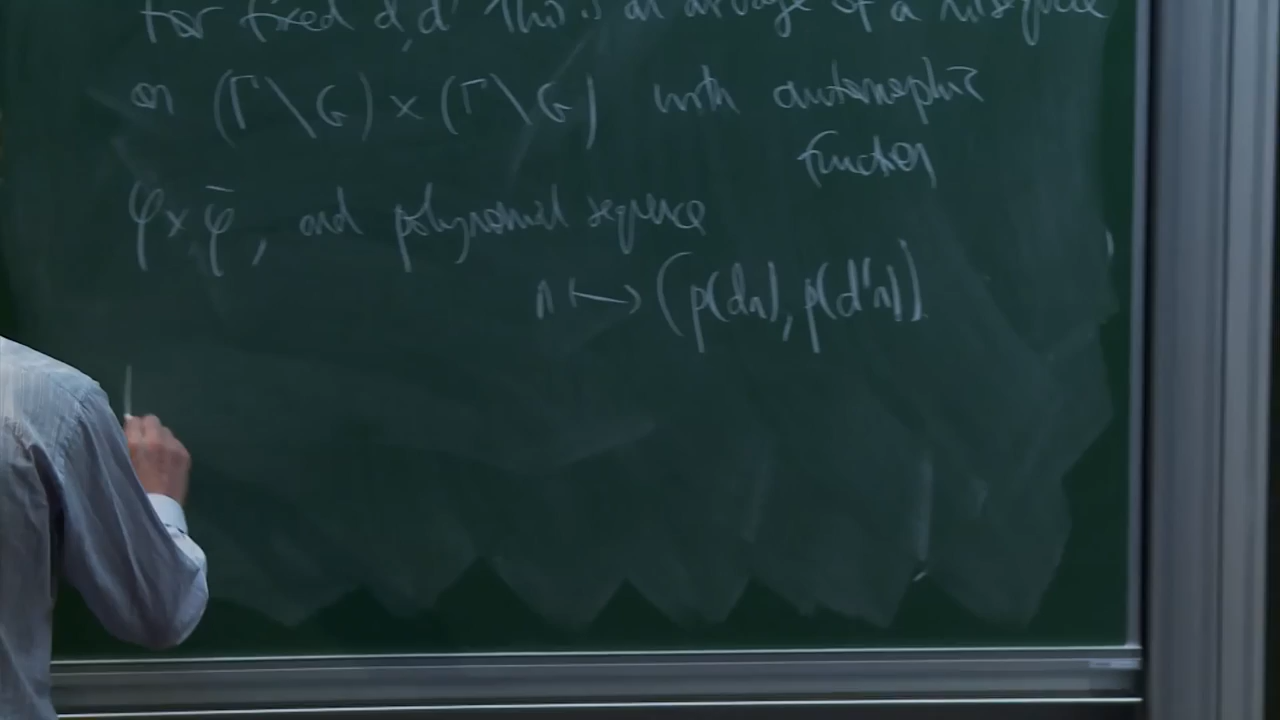 For fixed d, d' this is an average of a nilsequence
on (Γ\G) × (Γ\G) with automorphic
function
φ×φ̄, and polynomial sequence
n ↦ (p(dn), p(d'n)).